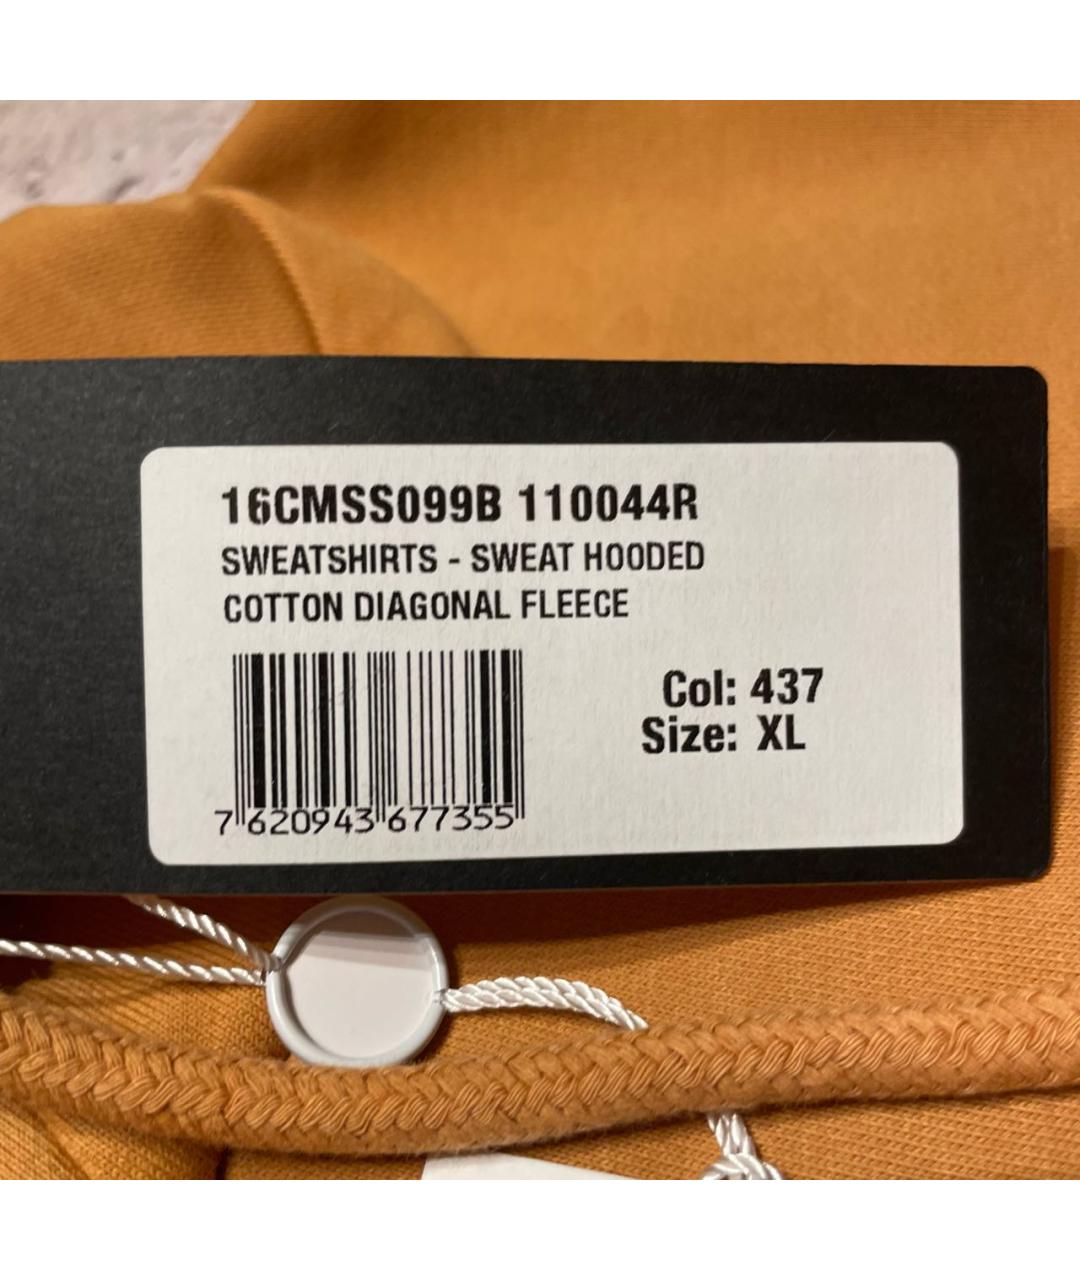 16CMSS099B 110044R
SWEATSHIRTS - SWEAT HOODED
COTTON DIAGONAL FLEECE
Col: 437
Size: XL
7 620943 677355